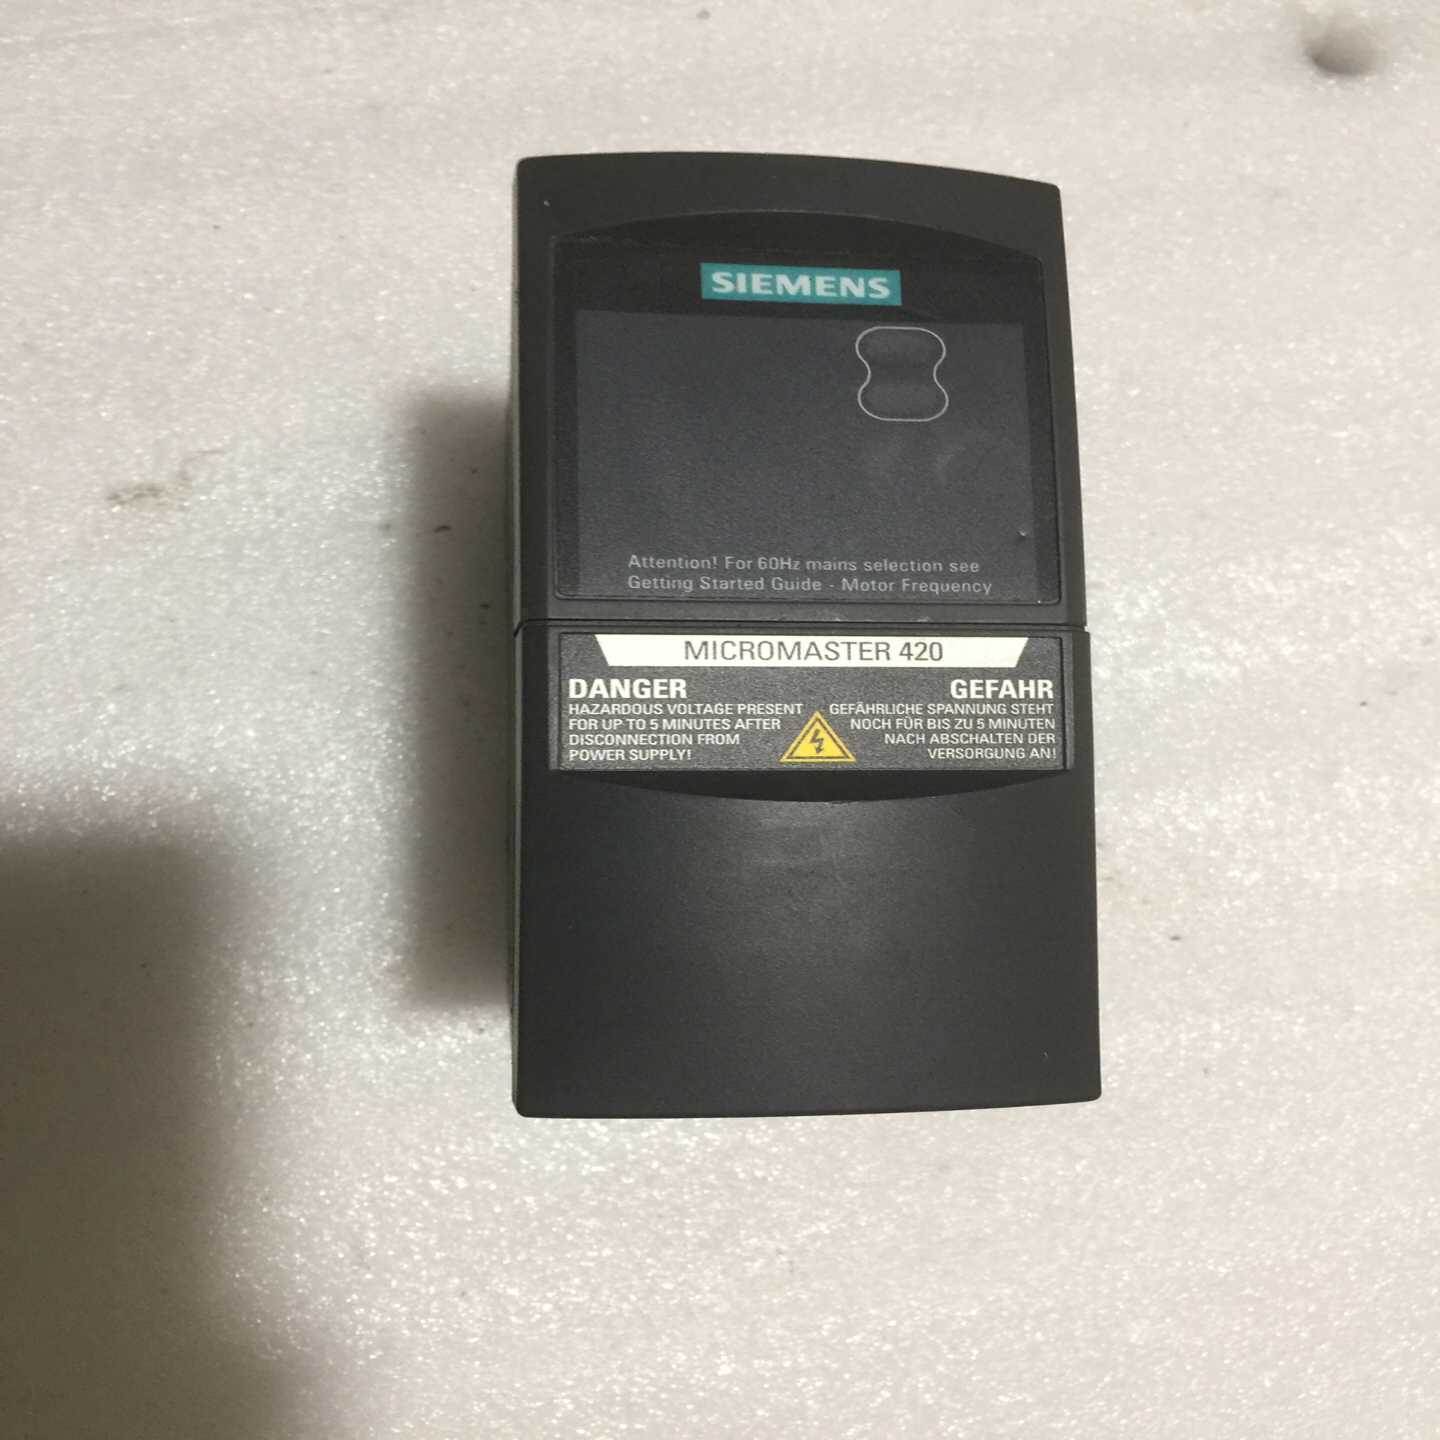 SIEMENS
Attention! For 60Hz mains selection see
Getting Started Guide - Motor Frequency
MICROMASTER 420
DANGER
HAZARDOUS VOLTAGE PRESENT
FOR UP TO 5 MINUTES AFTER
DISCONNECTION FROM
POWER SUPPLY!
GEFAHR
GEFÄHRLICHE SPANNUNG STEHT
NOCH FÜR BIS ZU 5 MINUTEN
NACH ABSCHALTEN DER
VERSORGUNG AN!